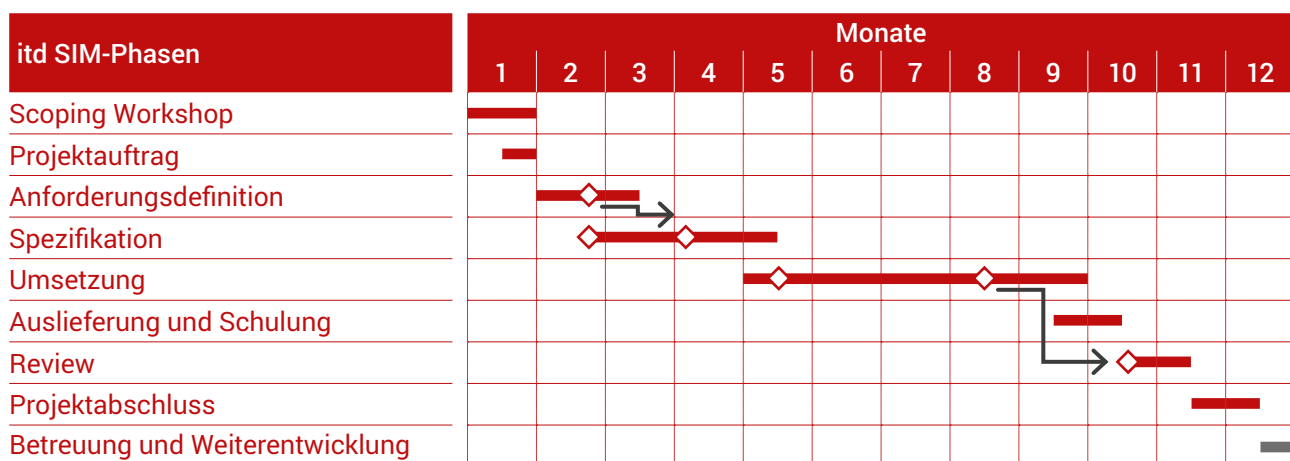 itd SIM-Phasen
Monate
1 2 3 4 5 6 7 8 9 10 11 12
Scoping Workshop
Projektauftrag
Anforderungsdefinition
Spezifikation
Umsetzung
Auslieferung und Schulung
Review
Projektabschluss
Betreuung und Weiterentwicklung